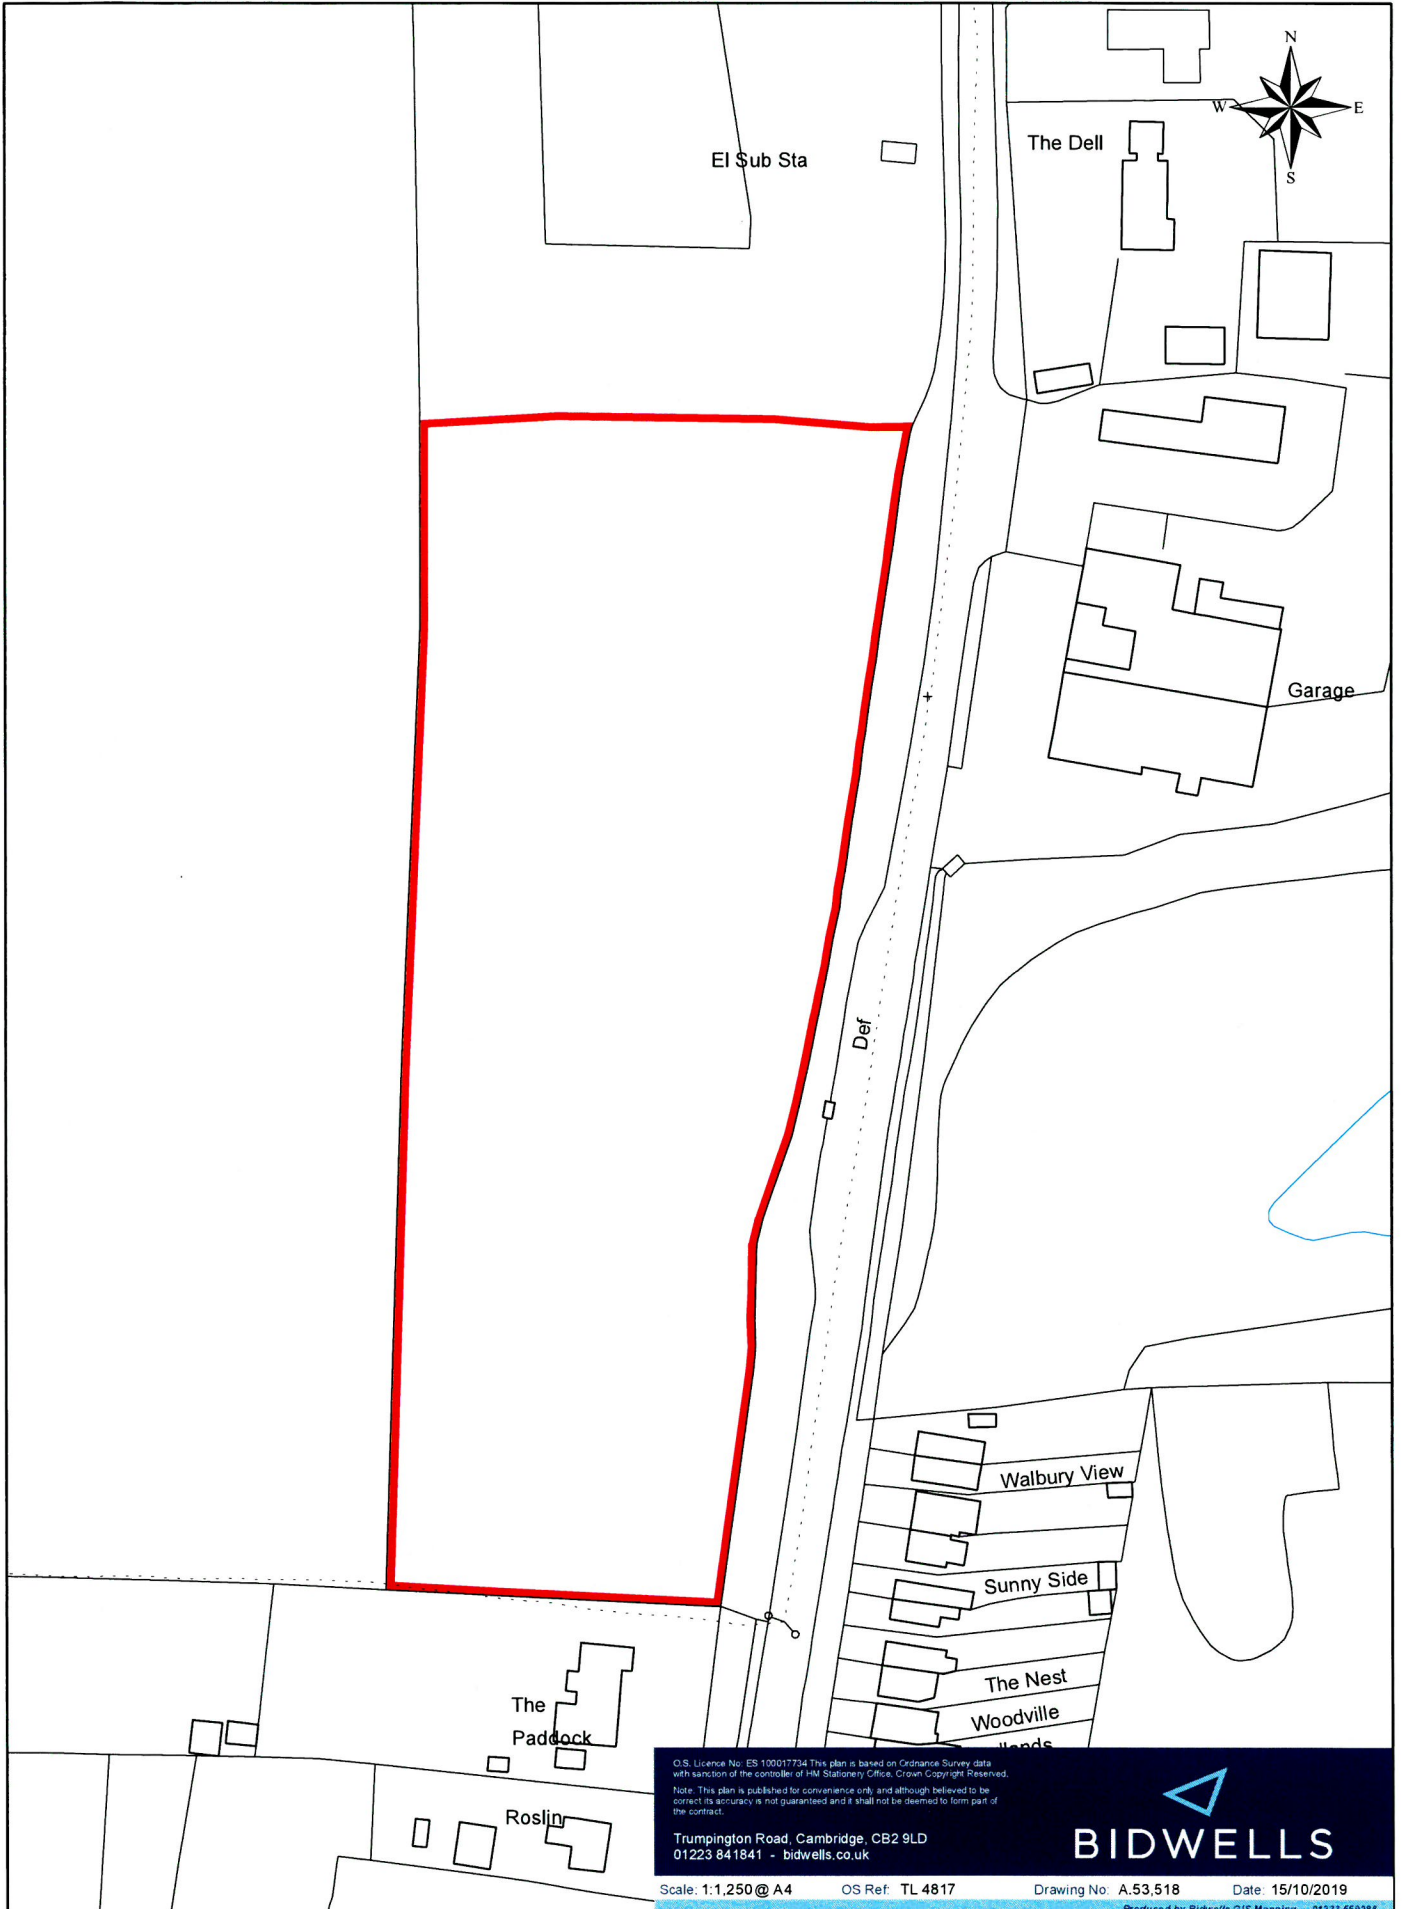 N
W E
S
El Sub Sta
The Dell
Garage
Def
Walbury View
Sunny Side
The Nest
Woodville
The
Paddock
Roslin
O.S. Licence No: ES 100017734 This plan is based on Ordnance Survey data
with sanction of the controller of HM Stationery Office. Crown Copyright Reserved.
Note. This plan is published for convenience only and although believed to be
correct its accuracy is not guaranteed and it shall not be deemed to form part of
the contract.
Trumpington Road, Cambridge, CB2 9LD
01223 841841 - bidwells.co.uk
BIDWELLS
Scale: 1:1,250 @ A4 OS Ref: TL 4817 Drawing No: A.53,518 Date: 15/10/2019
Produced by Bidwells GIS Mapping